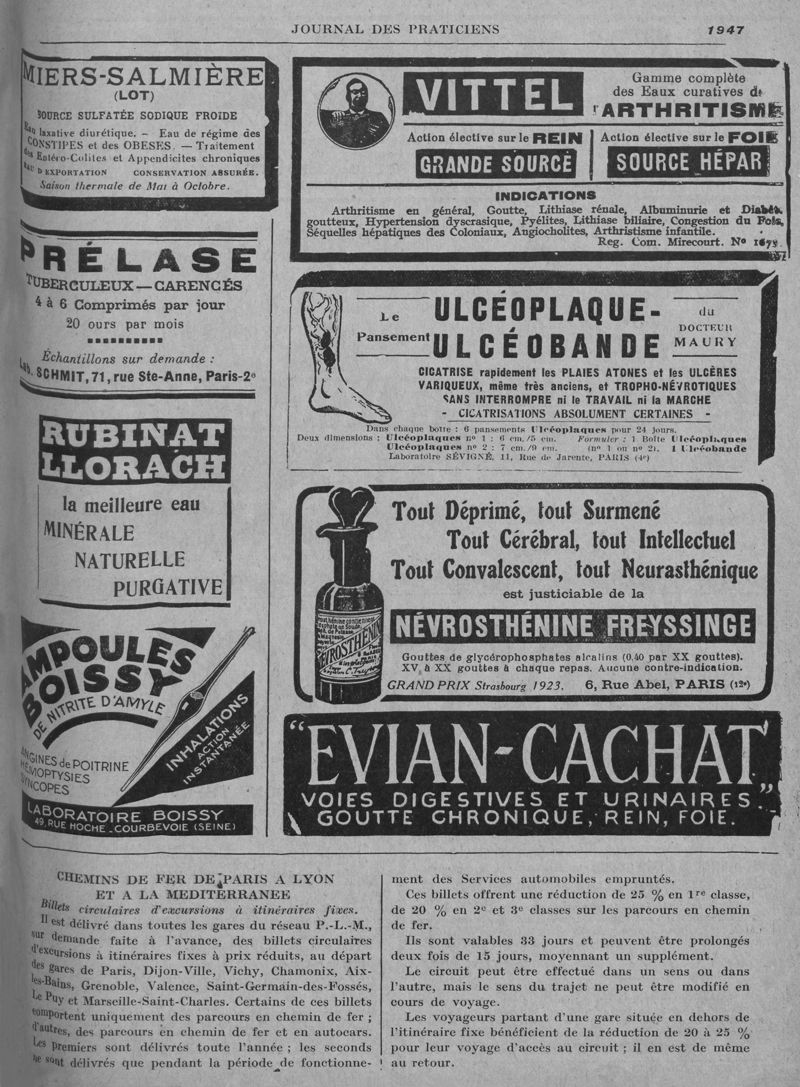 JOURNAL DES PRATICIENS
1947
MIERS-SALMIÈRE
(LOT)
SOURCE SULFATÉE SODIQUE FROIDE
Eau laxative diurétique. — Eau de régime des
CONSTIPÉS et des OBESES. — Traitement
des Entéro-Colites et Appendicites chroniques
EAU D'EXPORTATION CONSERVATION ASSURÉE.
Saison thermale de Mai à Octobre.
PRÉLASE
TUBERCULEUX — CARENCÉS
4 à 6 Comprimés par jour
20 ours par mois
Échantillons sur demande :
Lab. SCHMIT, 71, rue Ste-Anne, Paris-2e
RUBINAT
LLORACH
la meilleure eau
MINÉRALE
NATURELLE
PURGATIVE
AMPOULES
BOISSY
DE NITRITE D'AMYLE
INHALATIONS
ACTION
INSTANTANÉE
ANGINES de POITRINE
HÉMOPTYSIES
SYNCOPES
LABORATOIRE BOISSY
49, RUE HOCHE. COURBEVOIE (SEINE)
VITTEL
Gamme complète
des Eaux curatives de
l'ARTHRITISME
Action élective sur le REIN
GRANDE SOURCE
Action élective sur le FOIE
SOURCE HÉPAR
INDICATIONS
Arthritisme en général, Goutte, Lithiase rénale, Albuminurie et Diabète
goutteux, Hypertension dyscrasique, Pyélites, Lithiase biliaire, Congestion du Foie,
Séquelles hépatiques des Coloniaux, Angiocholites, Arthristisme infantile.
Reg. Com. Mirecourt. No 1673.
Le
Pansement
ULCÉOPLAQUE-
ULCÉOBANDE
du
DOCTEUR
MAURY
CICATRISE rapidement les PLAIES ATONES et les ULCÈRES
VARIQUEUX, même très anciens, et TROPHO-NÉVROTIQUES
SANS INTERROMPRE ni le TRAVAIL ni la MARCHE
- CICATRISATIONS ABSOLUMENT CERTAINES -
Dans chaque boîte : 6 pansements Ulcéoplaques pour 24 jours.
Deux dimensions : Ulcéoplaques no 1 : 6 cm./5 cm. Formuler : 1 Boîte Ulcéoplaques
Ulcéoplaques no 2 : 7 cm./9 cm. (no 1 ou no 2). 1 Ulcéobande
Laboratoire SÉVIGNÉ, 11, Rue de Jarente, PARIS (4e)
Tout Déprimé, tout Surmené
Tout Cérébral, tout Intellectuel
Tout Convalescent, tout Neurasthénique
est justiciable de la
NÉVROSTHÉNINE FREYSSINGE
Gouttes de glycérophosphates alcalins (0,40 par XX gouttes).
XV à XX gouttes à chaque repas. Aucune contre-indication.
GRAND PRIX Strasbourg 1923. 6, Rue Abel, PARIS (12e)
"EVIAN-CACHAT"
VOIES DIGESTIVES ET URINAIRES.
GOUTTE CHRONIQUE, REIN, FOIE.
CHEMINS DE FER DE PARIS A LYON
ET A LA MEDITERRANEE
Billets circulaires d'excursions à itinéraires fixes.
Il est délivré dans toutes les gares du réseau P.-L.-M.,
sur demande faite à l'avance, des billets circulaires
d'excursions à itinéraires fixes à prix réduits, au départ
des gares de Paris, Dijon-Ville, Vichy, Chamonix, Aix-
les-Bains, Grenoble, Valence, Saint-Germain-des-Fossés,
Le Puy et Marseille-Saint-Charles. Certains de ces billets
comportent uniquement des parcours en chemin de fer ;
d'autres, des parcours en chemin de fer et en autocars.
Les premiers sont délivrés toute l'année ; les seconds
ne sont délivrés que pendant la période de fonctionne-
ment des Services automobiles empruntés.
Ces billets offrent une réduction de 25 % en 1re classe,
de 20 % en 2e et 3e classes sur les parcours en chemin
de fer.
Ils sont valables 33 jours et peuvent être prolongés
deux fois de 15 jours, moyennant un supplément.
Le circuit peut être effectué dans un sens ou dans
l'autre, mais le sens du trajet ne peut être modifié en
cours de voyage.
Les voyageurs partant d'une gare située en dehors de
l'itinéraire fixe bénéficient de la réduction de 20 à 25 %
pour leur voyage d'accès au circuit ; il en est de même
au retour.